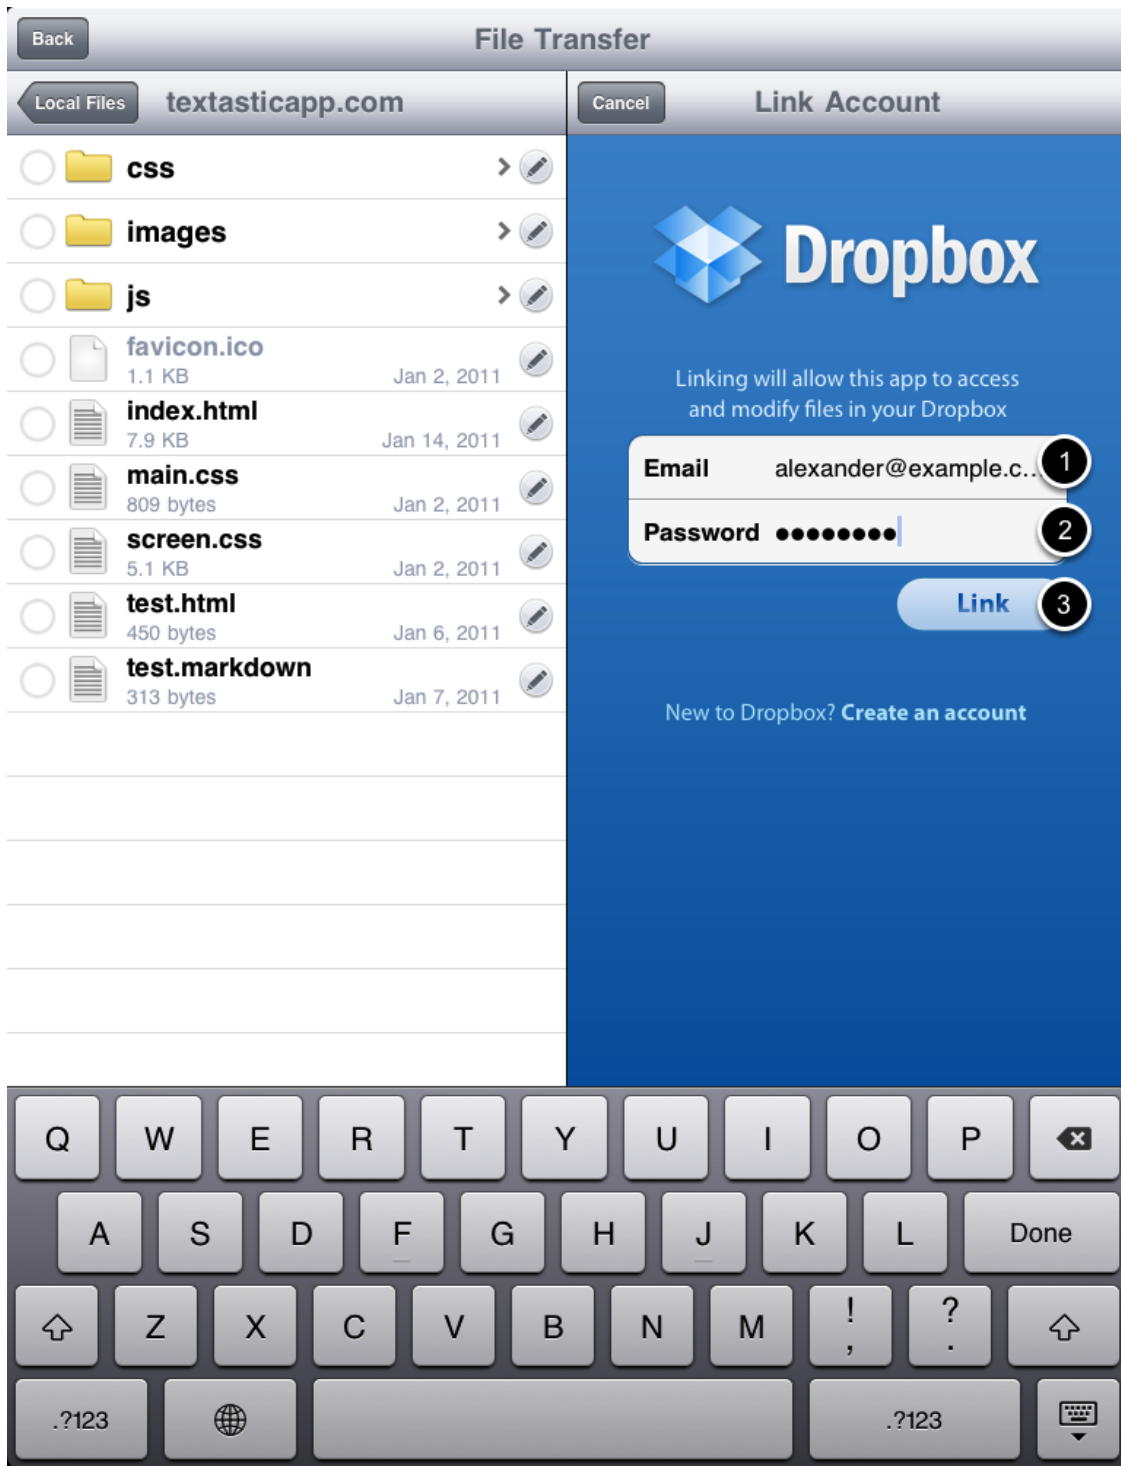 Back File Transfer
Local Files textasticapp.com
Cancel Link Account
css
images
js
favicon.ico
1.1 KB Jan 2, 2011
index.html
7.9 KB Jan 14, 2011
main.css
809 bytes Jan 2, 2011
screen.css
5.1 KB Jan 2, 2011
test.html
450 bytes Jan 6, 2011
test.markdown
313 bytes Jan 7, 2011
Dropbox
Linking will allow this app to access
and modify files in your Dropbox
Email alexander@example.c... 1
Password ●●●●●●●● 2
Link 3
New to Dropbox? Create an account
Q W E R T Y U I O P
A S D F G H J K L Done
Z X C V B N M ! , ? .
.?123 .?123